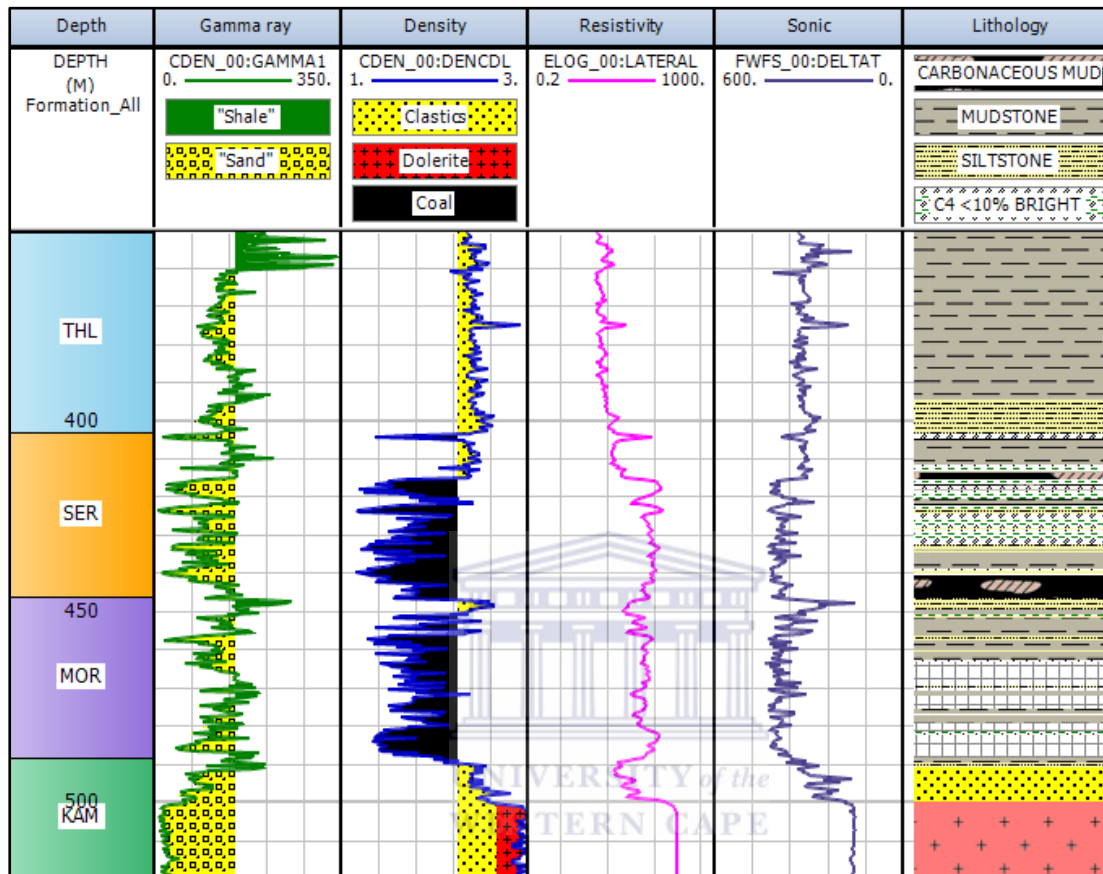 Depth
Gamma ray
Density
Resistivity
Sonic
Lithology
DEPTH
(M)
Formation_All
CDEN_00:GAMMA1
0. 350.
"Shale"
"Sand"
CDEN_00:DENCDL
1. 3.
Clastics
Dolerite
Coal
ELOG_00:LATERAL
0.2 1000.
FWFS_00:DELTAT
600. 0.
CARBONACEOUS MUD
MUDSTONE
SILTSTONE
C4 <10% BRIGHT
THL
400
SER
450
MOR
500
KAM
UNIVERSITY of the
WESTERN CAPE